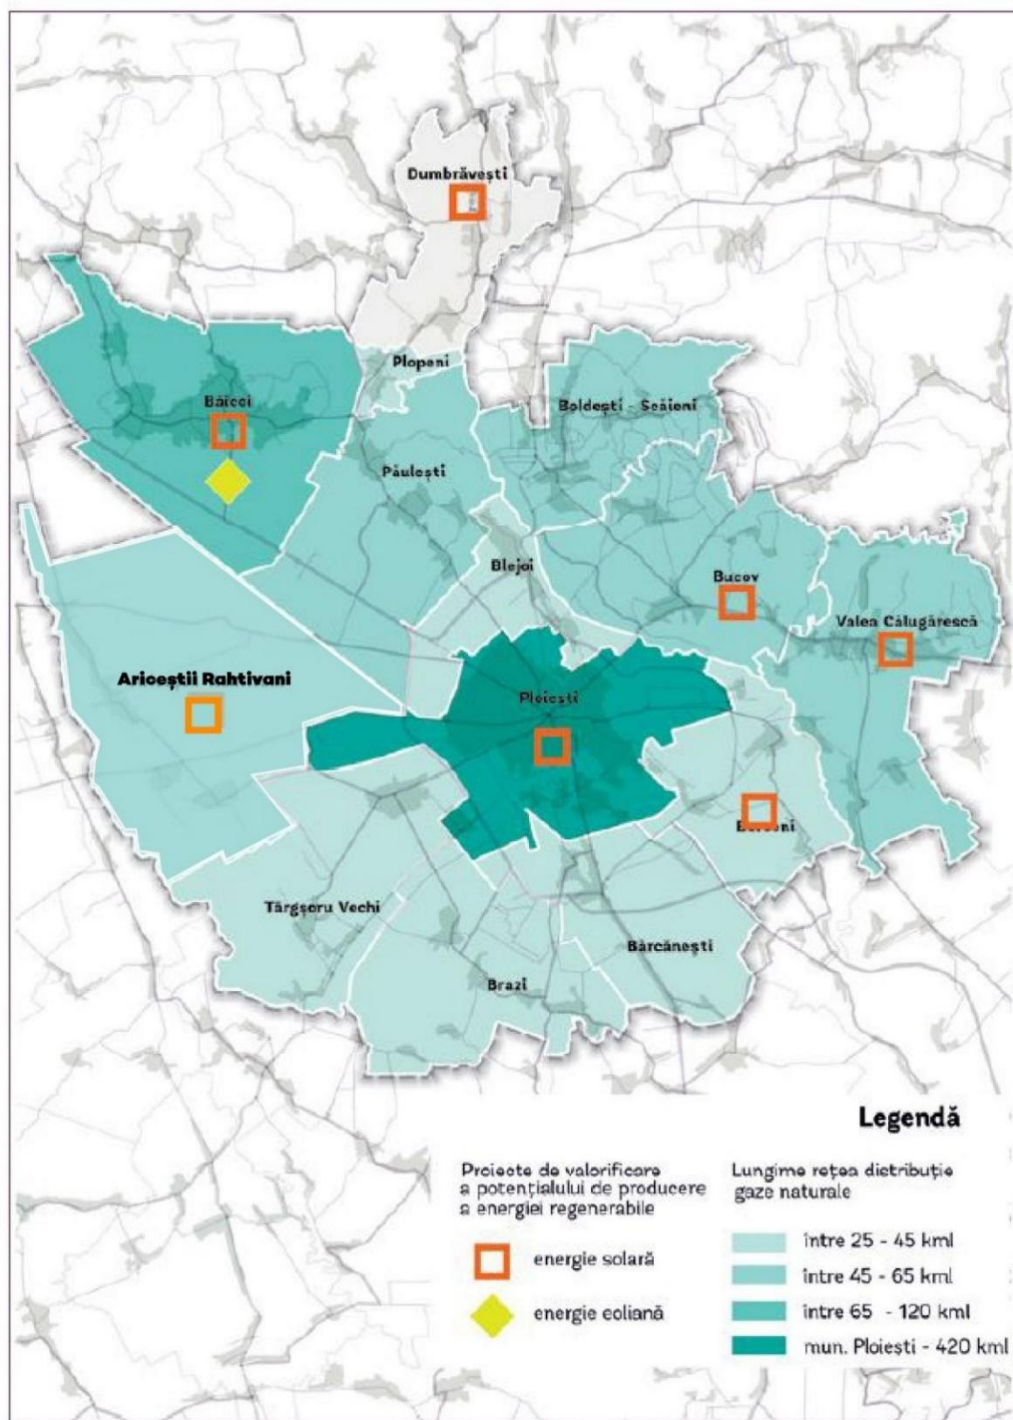 Dumbrăvești
Plopeni
Băicoi
Boldești - Scăieni
Păulești
Blejoi
Bucov
Valea Călugărescă
Ariceștii Rahtivani
Ploiești
Târgșoru Vechi
Bărcănești
Brazi
Legendă
Proiecte de valorificare
a potențialului de producere
a energiei regenerabile
energie solară
energie eoliană
Lungime rețea distribuție
gaze naturale
între 25 - 45 kml
între 45 - 65 kml
între 65 - 120 kml
mun. Ploiești - 420 kml